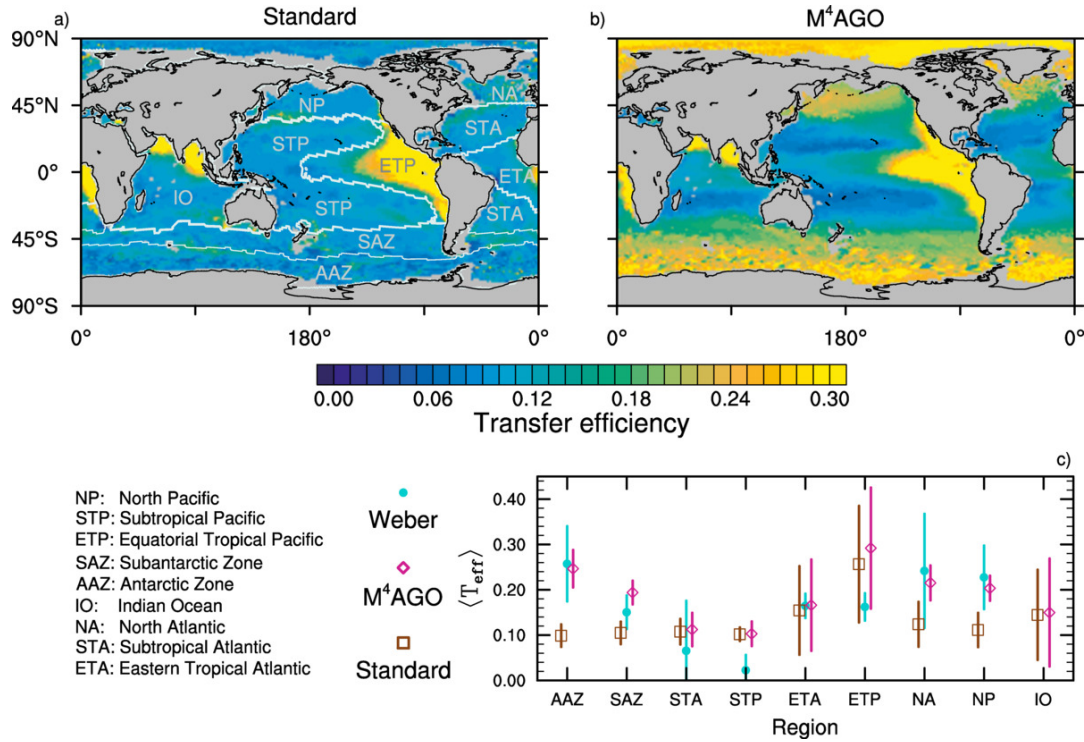 a) Standard
b) M⁴AGO
90°N
45°N
0°
45°S
90°S
NP
NA
STP
STA
ETP
ETA
IO
STP
STA
SAZ
AAZ
0° 180° 0°
0° 180° 0°
0.00 0.06 0.12 0.18 0.24 0.30
Transfer efficiency
NP: North Pacific
STP: Subtropical Pacific
ETP: Equatorial Tropical Pacific
SAZ: Subantarctic Zone
AAZ: Antarctic Zone
IO: Indian Ocean
NA: North Atlantic
STA: Subtropical Atlantic
ETA: Eastern Tropical Atlantic
Weber
M⁴AGO
Standard
c)
⟨T_eff⟩
0.40
0.30
0.20
0.10
0.00
AAZ SAZ STA STP ETA ETP NA NP IO
Region